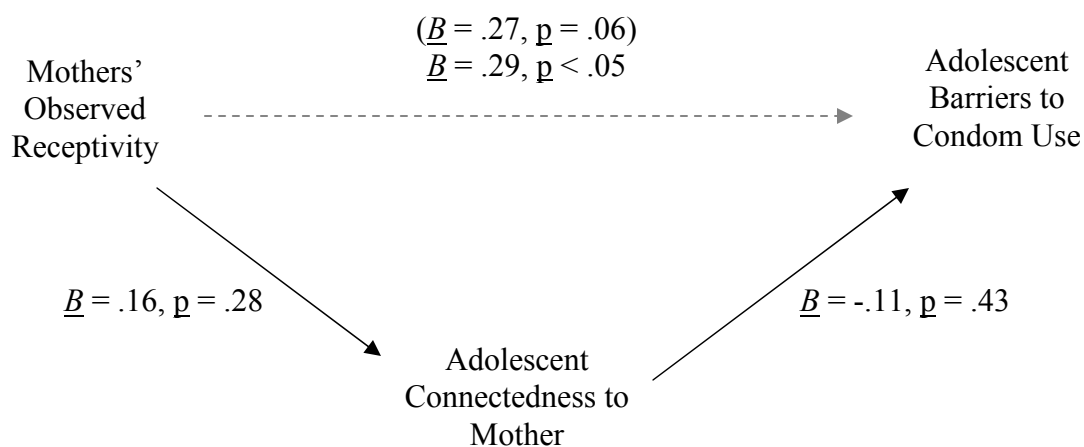 (B = .27, p = .06)
B = .29, p < .05
Mothers’
Observed
Receptivity
Adolescent
Barriers to
Condom Use
B = .16, p = .28
B = -.11, p = .43
Adolescent
Connectedness to
Mother